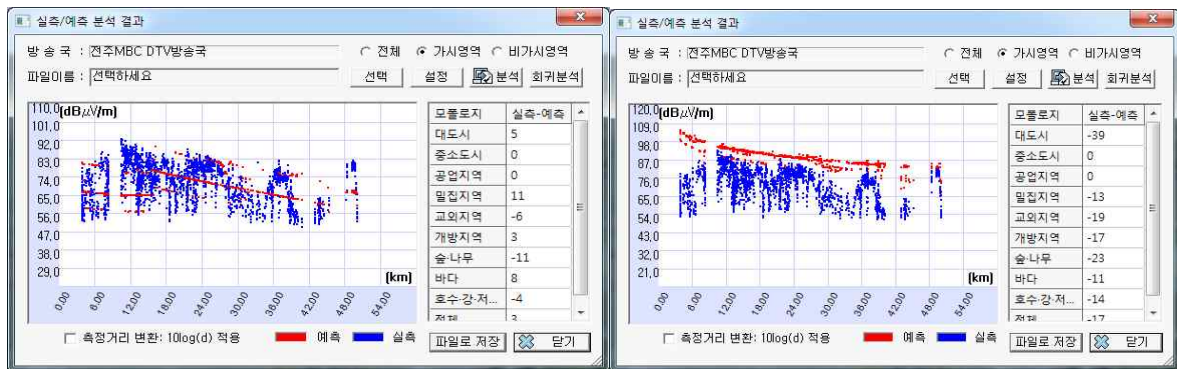 실측/예측 분석 결과
방 송 국 : 전주MBC DTV방송국
전체 가시영역 비가시영역
파일이름 : 선택하세요
선택 설정 분석 회귀분석
[dBμV/m]
110,0
101,0
92,0
83,0
74,0
65,0
56,0
47,0
38,0
29,0
[km]
0,00 6,00 12,00 18,00 24,00 30,00 36,00 42,00 48,00 54,00
모폴로지 실측-예측
대도시 5
중소도시 0
공업지역 0
밀집지역 11
교외지역 -6
개방지역 3
숲·나무 -11
바다 8
호수·강·저... -4
전체 3
측정거리 변환: 10log(d) 적용
예측 실측
파일로 저장 닫기
실측/예측 분석 결과
방 송 국 : 전주MBC DTV방송국
전체 가시영역 비가시영역
파일이름 : 선택하세요
선택 설정 분석 회귀분석
[dBμV/m]
120,0
109,0
98,0
87,0
76,0
65,0
54,0
43,0
32,0
21,0
[km]
0,00 6,00 12,00 18,00 24,00 30,00 36,00 42,00 48,00 54,00
모폴로지 실측-예측
대도시 -39
중소도시 0
공업지역 0
밀집지역 -13
교외지역 -19
개방지역 -17
숲·나무 -23
바다 -11
호수·강·저... -14
전체 -17
측정거리 변환: 10log(d) 적용
예측 실측
파일로 저장 닫기